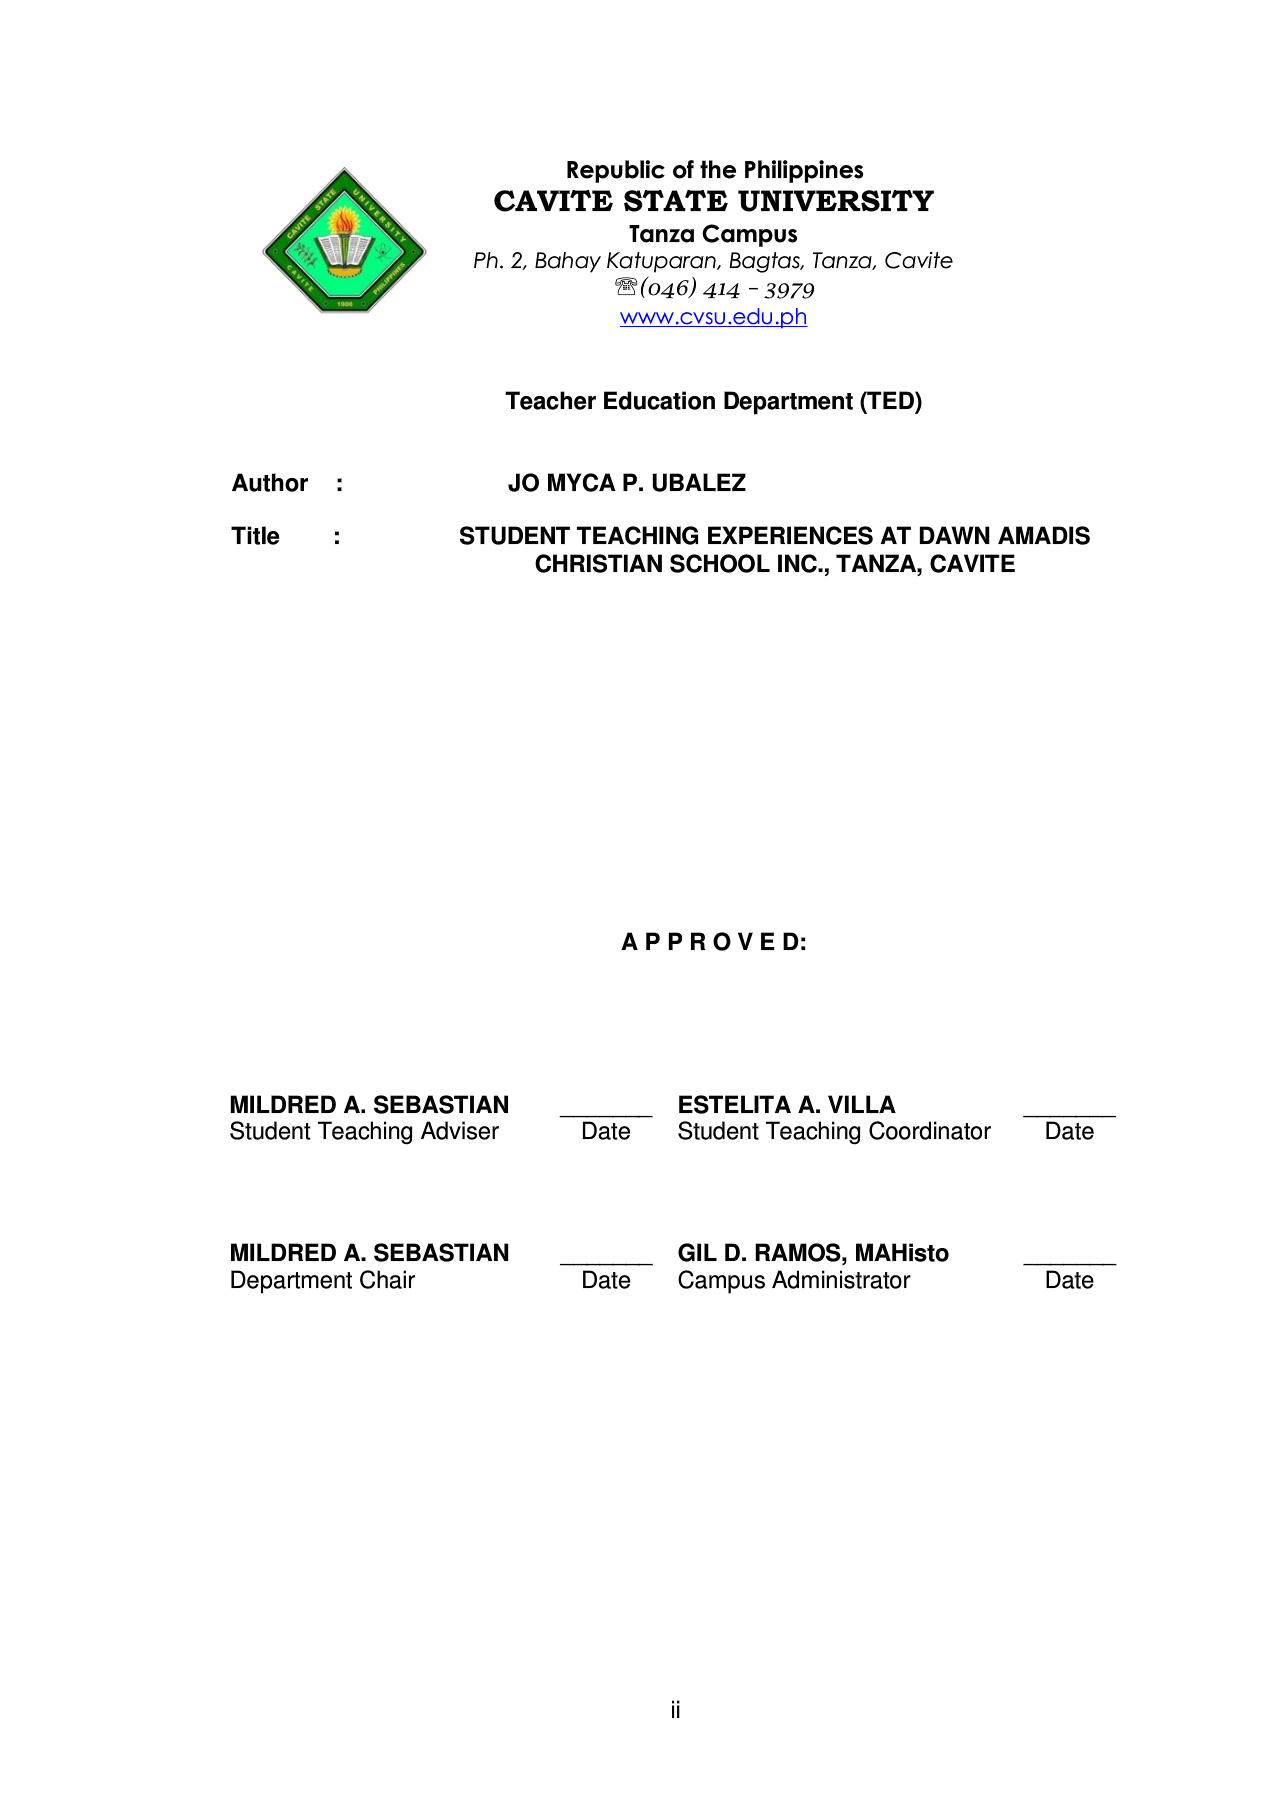 Republic of the Philippines
CAVITE STATE UNIVERSITY
Tanza Campus
Ph. 2, Bahay Katuparan, Bagtas, Tanza, Cavite
☏(046) 414 – 3979
www.cvsu.edu.ph
CAVITE STATE UNIVERSITY
CAVITE 1906 PHILIPPINES
Teacher Education Department (TED)
Author : JO MYCA P. UBALEZ
Title : STUDENT TEACHING EXPERIENCES AT DAWN AMADIS
CHRISTIAN SCHOOL INC., TANZA, CAVITE
A P P R O V E D:
MILDRED A. SEBASTIAN _______ ESTELITA A. VILLA _______
Student Teaching Adviser Date Student Teaching Coordinator Date
MILDRED A. SEBASTIAN _______ GIL D. RAMOS, MAHisto _______
Department Chair Date Campus Administrator Date
ii